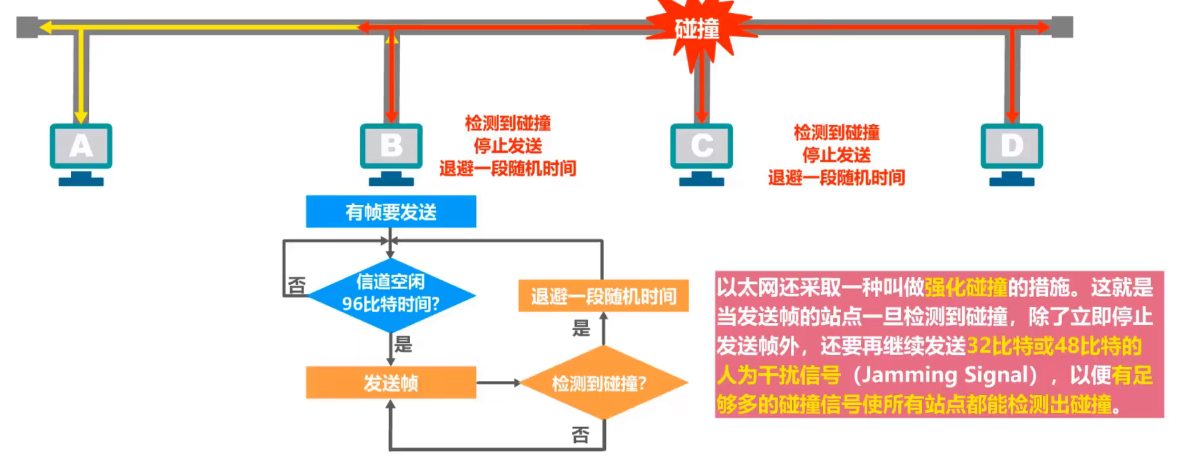 碰撞
A
B
C
D
检测到碰撞
停止发送
退避一段随机时间
检测到碰撞
停止发送
退避一段随机时间
有帧要发送
信道空闲
96比特时间?
否
是
发送帧
退避一段随机时间
是
检测到碰撞?
否
以太网还采取一种叫做强化碰撞的措施。这就是
当发送帧的站点一旦检测到碰撞，除了立即停止
发送帧外，还要再继续发送32比特或48比特的
人为干扰信号（Jamming Signal），以便有足
够多的碰撞信号使所有站点都能检测出碰撞。